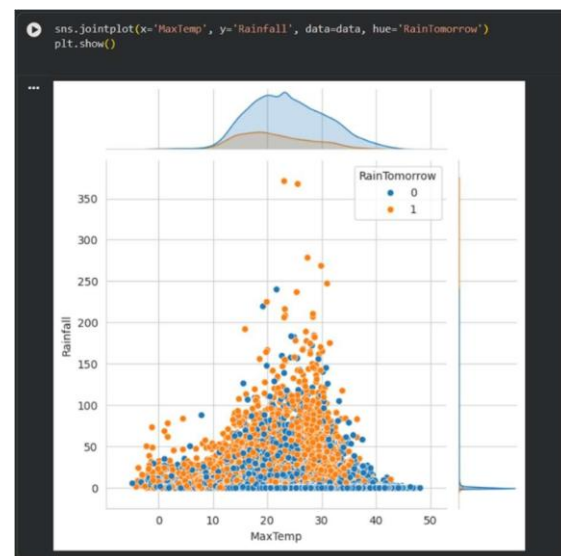 sns.jointplot(x='MaxTemp', y='Rainfall', data=data, hue='RainTomorrow')
plt.show()
RainTomorrow
0
1
350
300
250
200
150
100
50
0
Rainfall
0 10 20 30 40 50
MaxTemp